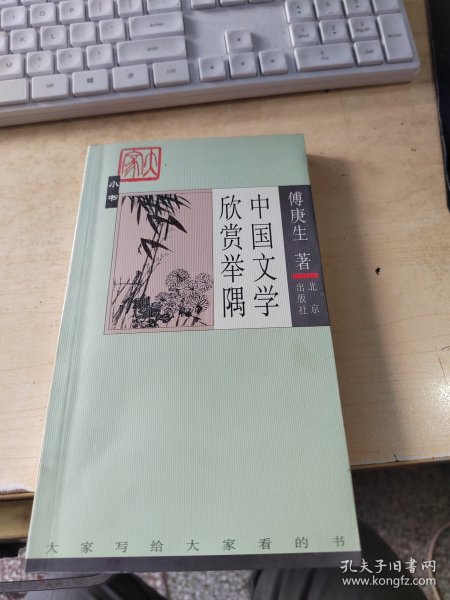 大家
小书
傅庚生 著
北京
出版社
中国文学
欣赏举隅
大家写给大家看的书
孔夫子旧书网
www.kongfz.com